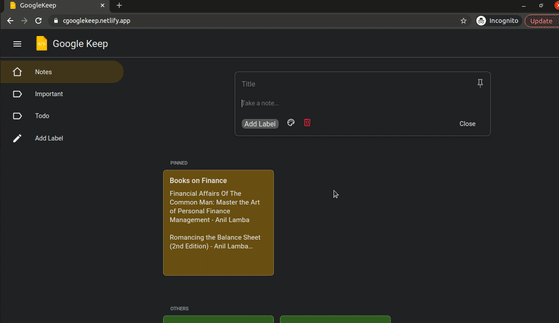 GoogleKeep
cgooglekeep.netlify.app
Incognito
Update
Google Keep
Notes
Important
Todo
Add Label
Title
Take a note...
Add Label
Close
PINNED
Books on Finance
Financial Affairs Of The
Common Man: Master the Art
of Personal Finance
Management - Anil Lamba
Romancing the Balance Sheet
(2nd Edition) - Anil Lamba...
OTHERS